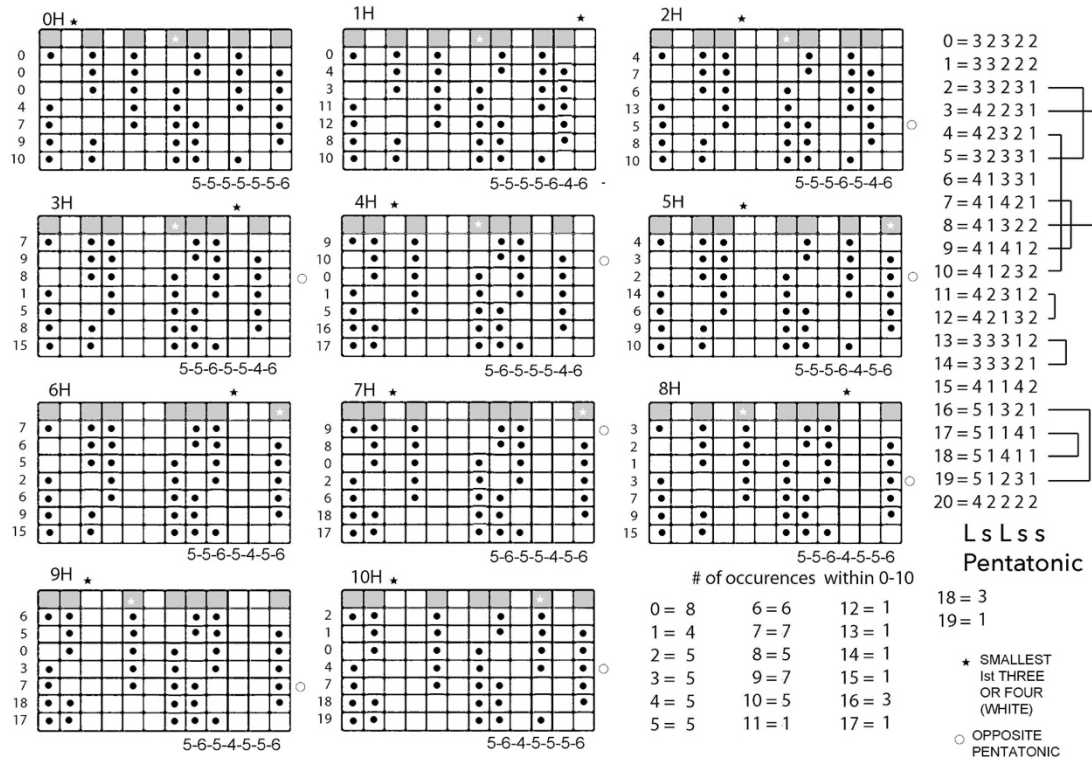 0H
0
0
0
4
7
9
10
5-5-5-5-5-5-5-6
1H
0
4
3
11
12
8
10
5-5-5-5-6-4-6 -
2H
4
7
6
13
5
8
10
5-5-5-5-6-5-4-6
3H
7
9
8
1
5
8
15
5-5-6-5-5-4-6
4H
9
10
0
1
5
16
17
5-5-6-5-5-4-6
5H
4
3
2
14
6
9
10
5-5-5-6-4-5-6
6H
7
6
5
2
6
9
15
5-5-6-5-4-5-6
7H
9
8
0
2
6
18
17
5-6-5-5-4-5-6
8H
3
2
1
3
7
9
15
5-5-6-4-5-5-6
9H
6
5
0
3
7
18
17
5-6-5-4-5-5-6
10H
2
1
0
4
7
18
19
5-6-4-5-5-5-6
# of occurences within 0-10
0 = 8 6 = 6 12 = 1
1 = 4 7 = 7 13 = 1
2 = 5 8 = 5 14 = 1
3 = 5 9 = 7 15 = 1
4 = 5 10 = 5 16 = 3
5 = 5 11 = 1 17 = 1
0 = 3 2 3 2 2
1 = 3 3 2 2 2
2 = 3 3 2 3 1
3 = 4 2 2 3 1
4 = 4 2 3 2 1
5 = 3 2 3 3 1
6 = 4 1 3 3 1
7 = 4 1 4 2 1
8 = 4 1 3 2 2
9 = 4 1 4 1 2
10 = 4 1 2 3 2
11 = 4 2 3 1 2
12 = 4 2 1 3 2
13 = 3 3 3 1 2
14 = 3 3 3 2 1
15 = 4 1 1 4 2
16 = 5 1 3 2 1
17 = 5 1 1 4 1
18 = 5 1 4 1 1
19 = 5 1 2 3 1
20 = 4 2 2 2 2
L s L s s
Pentatonic
18 = 3
19 = 1
SMALLEST
Ist THREE
OR FOUR
(WHITE)
OPPOSITE
PENTATONIC